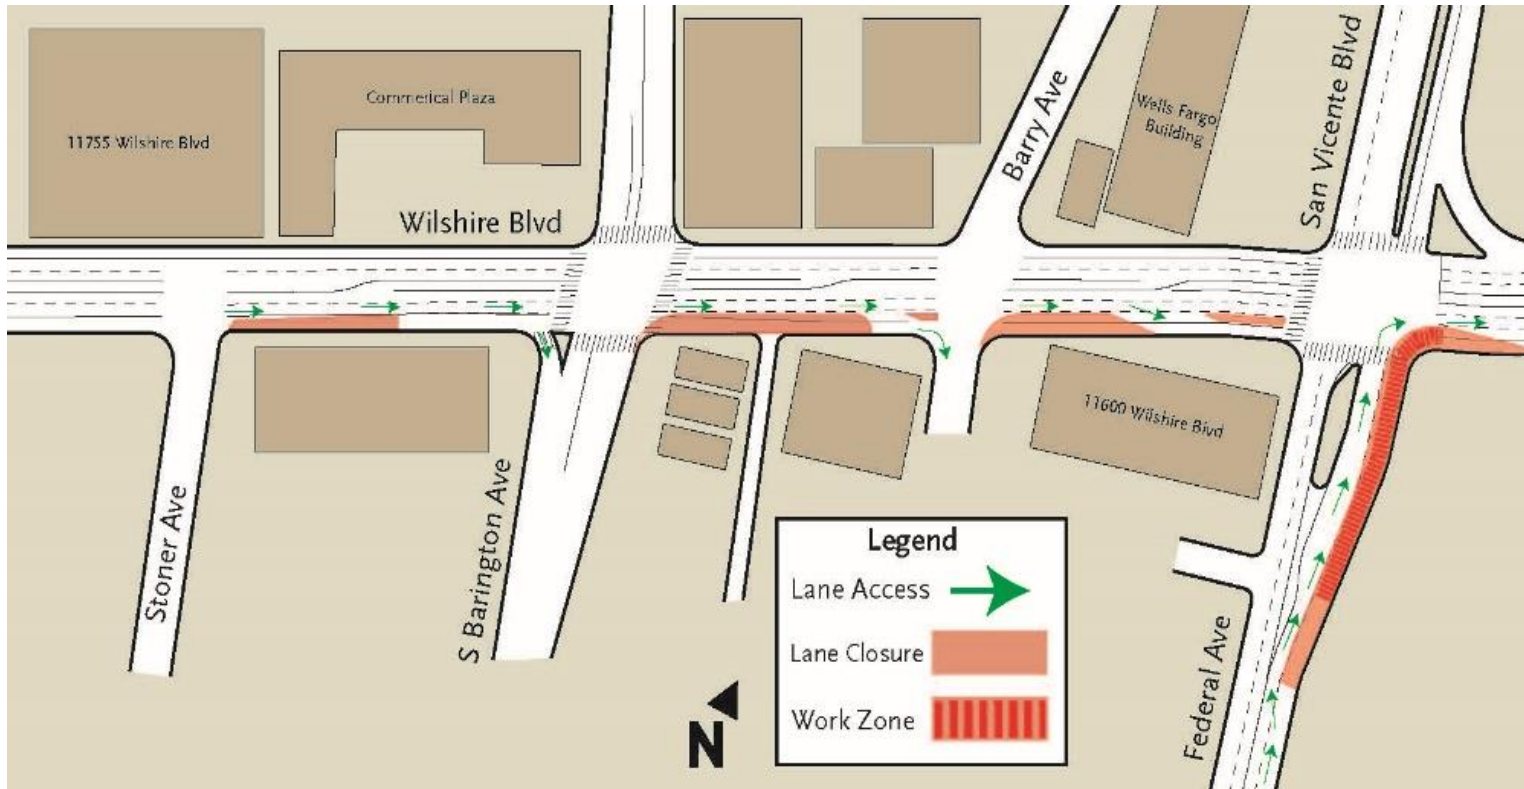 San Vicente Blvd
Barry Ave
Wells Fargo
Building
Commerical Plaza
11755 Wilshire Blvd
Wilshire Blvd
11600 Wilshire Blvd
Stoner Ave
S Barington Ave
Federal Ave
Legend
Lane Access
Lane Closure
Work Zone
N